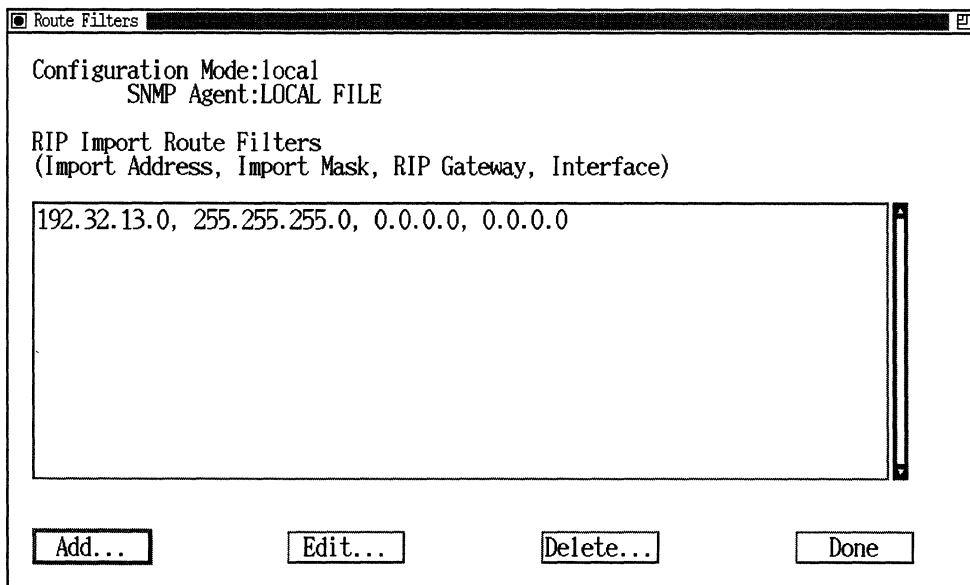 Route Filters
Configuration Mode:local
SNMP Agent:LOCAL FILE
RIP Import Route Filters
(Import Address, Import Mask, RIP Gateway, Interface)
192.32.13.0, 255.255.255.0, 0.0.0.0, 0.0.0.0
Add... Edit... Delete... Done